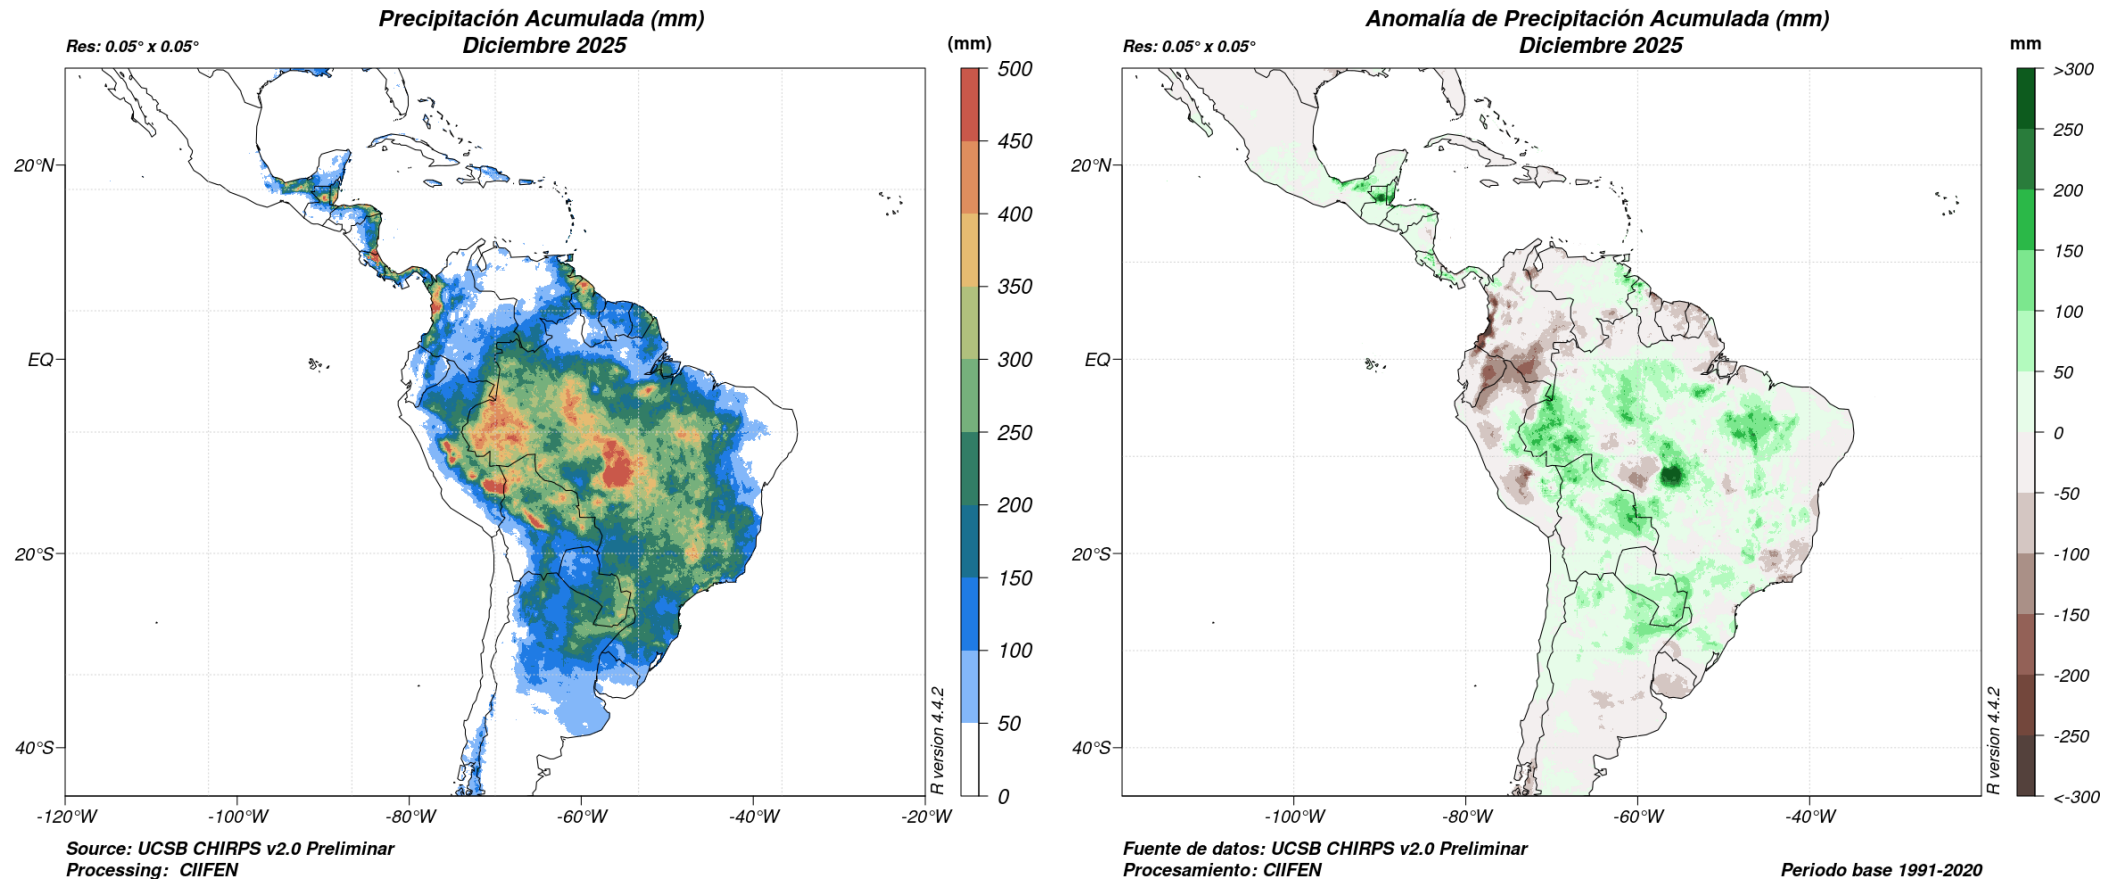 Precipitación Acumulada (mm)
Diciembre 2025
Res: 0.05° x 0.05°
(mm)
500
450
400
350
300
250
200
150
100
50
0
20°N
EQ
20°S
40°S
-120°W
-100°W
-80°W
-60°W
-40°W
-20°W
R version 4.4.2
Source: UCSB CHIRPS v2.0 Preliminar
Processing: CIIFEN
Anomalía de Precipitación Acumulada (mm)
Diciembre 2025
Res: 0.05° x 0.05°
mm
>300
250
200
150
100
50
0
-50
-100
-150
-200
-250
<-300
20°N
EQ
20°S
40°S
-100°W
-80°W
-60°W
-40°W
R version 4.4.2
Fuente de datos: UCSB CHIRPS v2.0 Preliminar
Procesamiento: CIIFEN
Periodo base 1991-2020